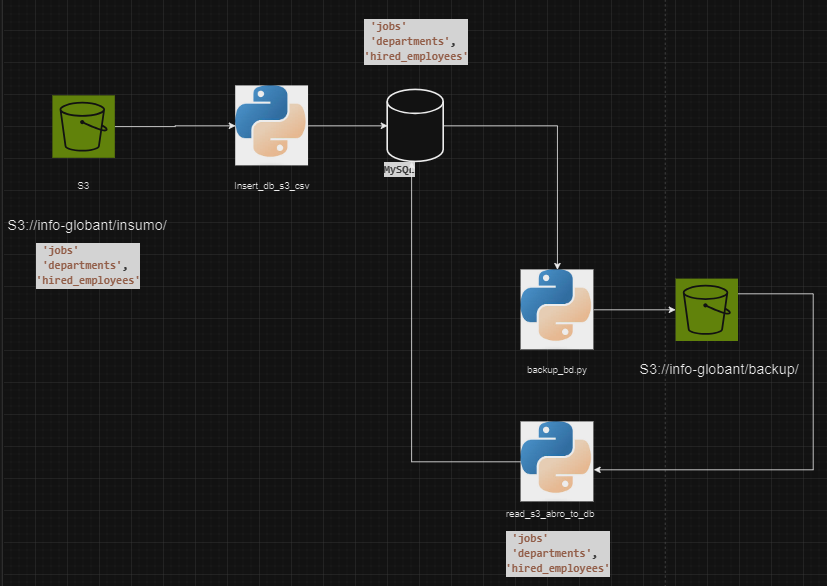 'jobs'
'departments',
'hired_employees'
MySQL
S3
Insert_db_s3_csv
S3://info-globant/insumo/
'jobs'
'departments',
'hired_employees'
backup_bd.py
S3://info-globant/backup/
read_s3_abro_to_db
'jobs'
'departments',
'hired_employees'